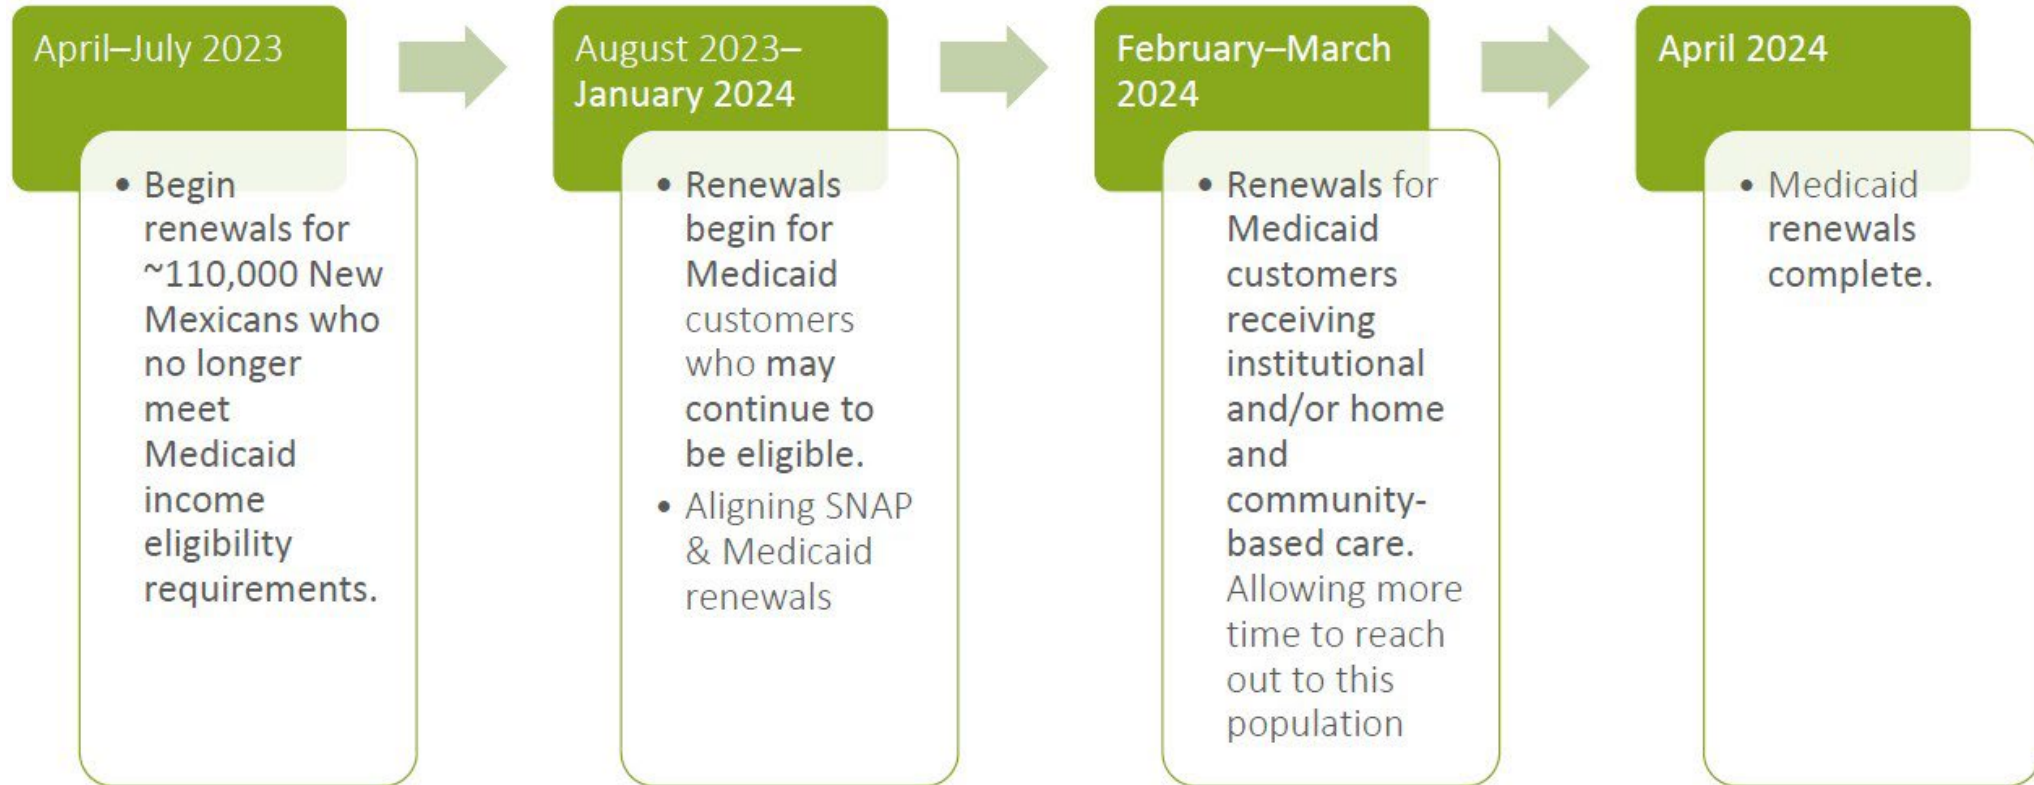 April–July 2023
• Begin
renewals for
~110,000 New
Mexicans who
no longer
meet
Medicaid
income
eligibility
requirements.
August 2023–
January 2024
• Renewals
begin for
Medicaid
customers
who may
continue to
be eligible.
• Aligning SNAP
& Medicaid
renewals
February–March
2024
• Renewals for
Medicaid
customers
receiving
institutional
and/or home
and
community-
based care.
Allowing more
time to reach
out to this
population
April 2024
• Medicaid
renewals
complete.